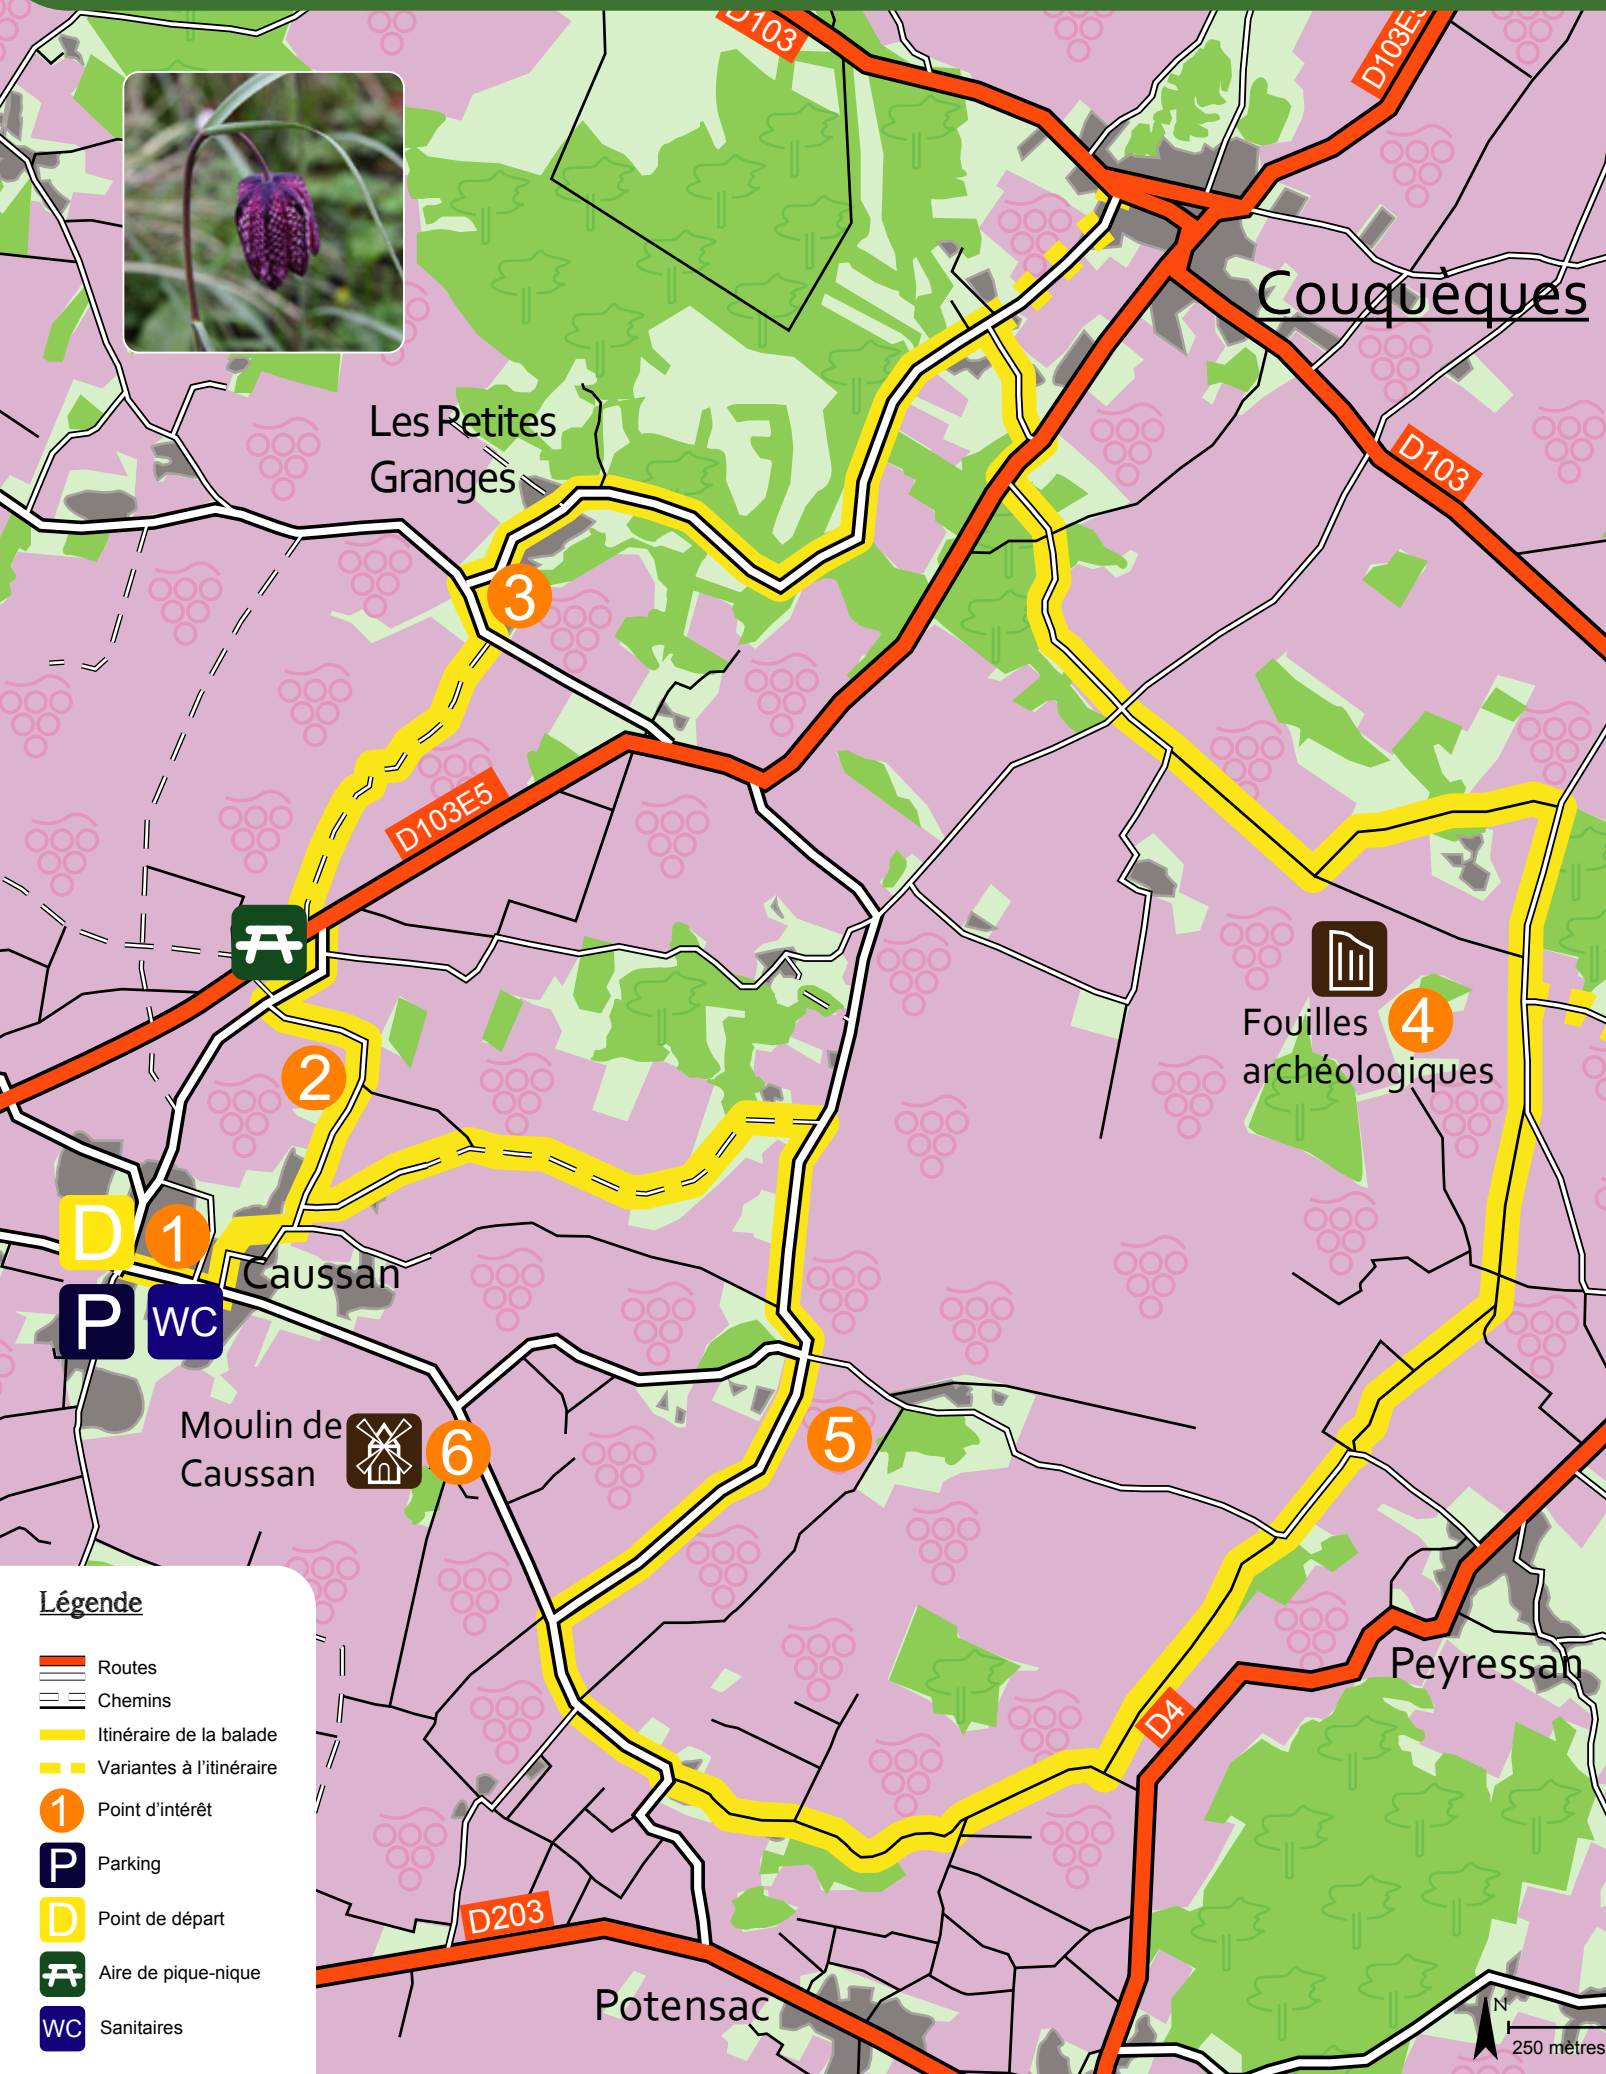 D103
D103E5
Couquèques
Les Petites
Granges
D103
3
D103E5
Fouilles
archéologiques
4
2
D
1
Caussan
P
WC
Moulin de
Caussan
6
5
Peyressan
D4
D203
Potensac
Légende
Routes
Chemins
Itinéraire de la balade
Variantes à l'itinéraire
1 Point d'intérêt
P Parking
D Point de départ
Aire de pique-nique
WC Sanitaires
N
250 mètres